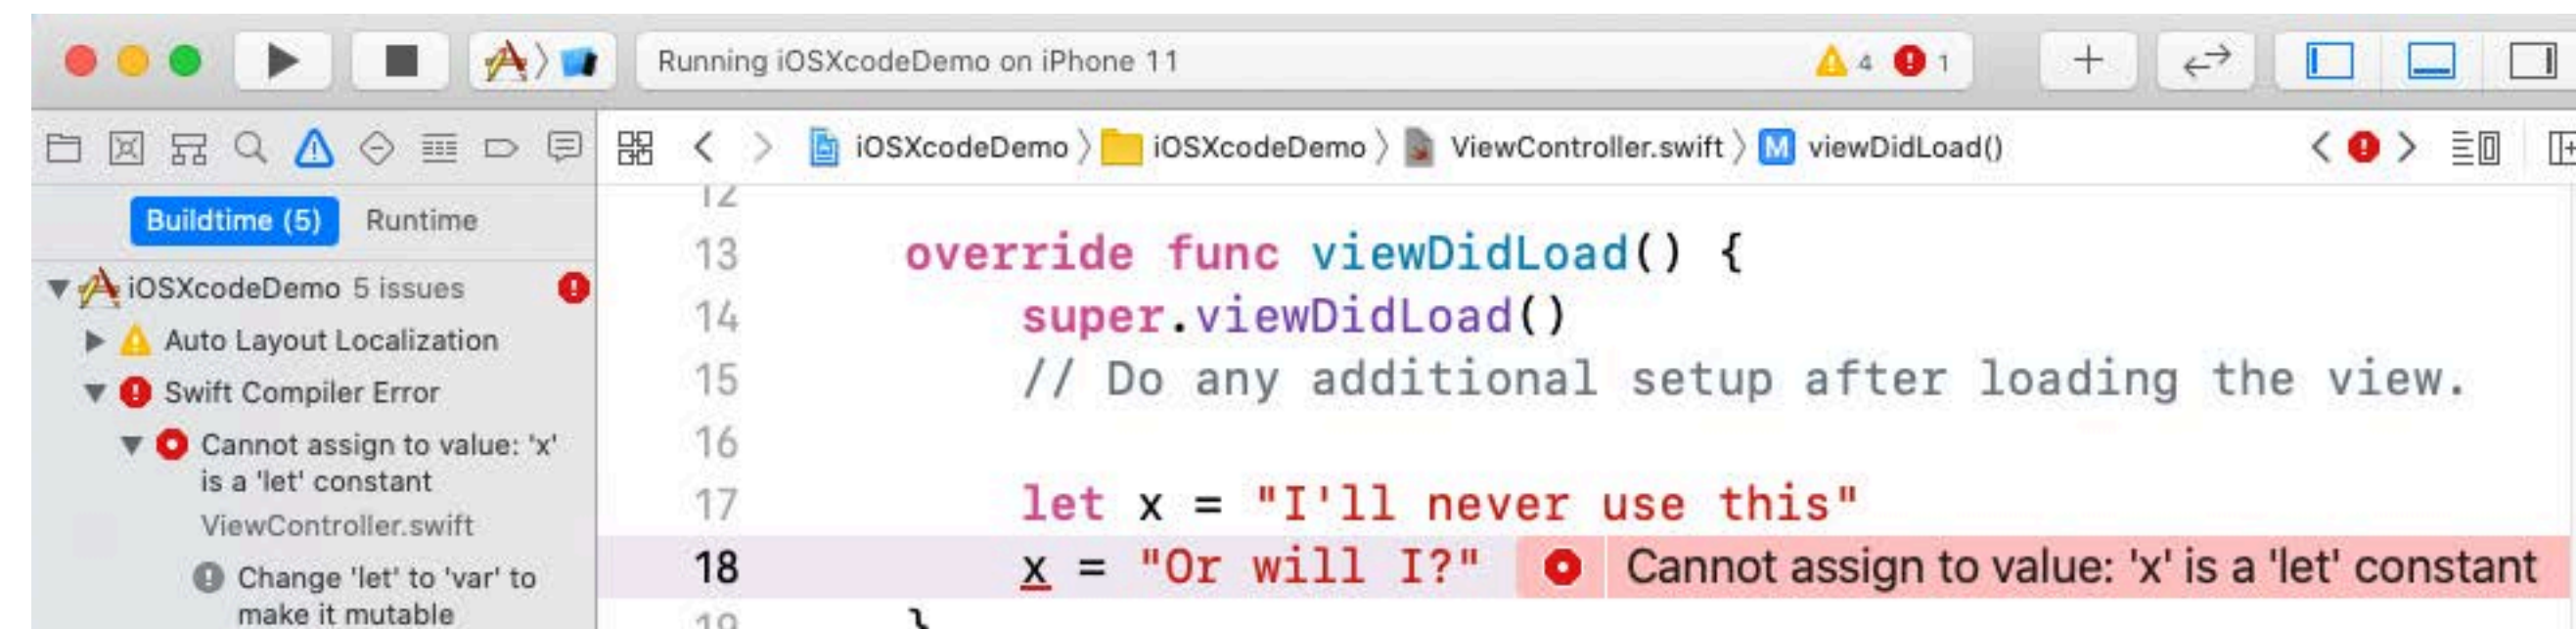 Running iOSXcodeDemo on iPhone 11 4 1
iOSXcodeDemo iOSXcodeDemo ViewController.swift M viewDidLoad()
Buildtime (5) Runtime
iOSXcodeDemo 5 issues
Auto Layout Localization
Swift Compiler Error
Cannot assign to value: 'x'
is a 'let' constant
ViewController.swift
Change 'let' to 'var' to
make it mutable
12
13 override func viewDidLoad() {
14 super.viewDidLoad()
15 // Do any additional setup after loading the view.
16
17 let x = "I'll never use this"
18 x = "Or will I?" Cannot assign to value: 'x' is a 'let' constant
19 }